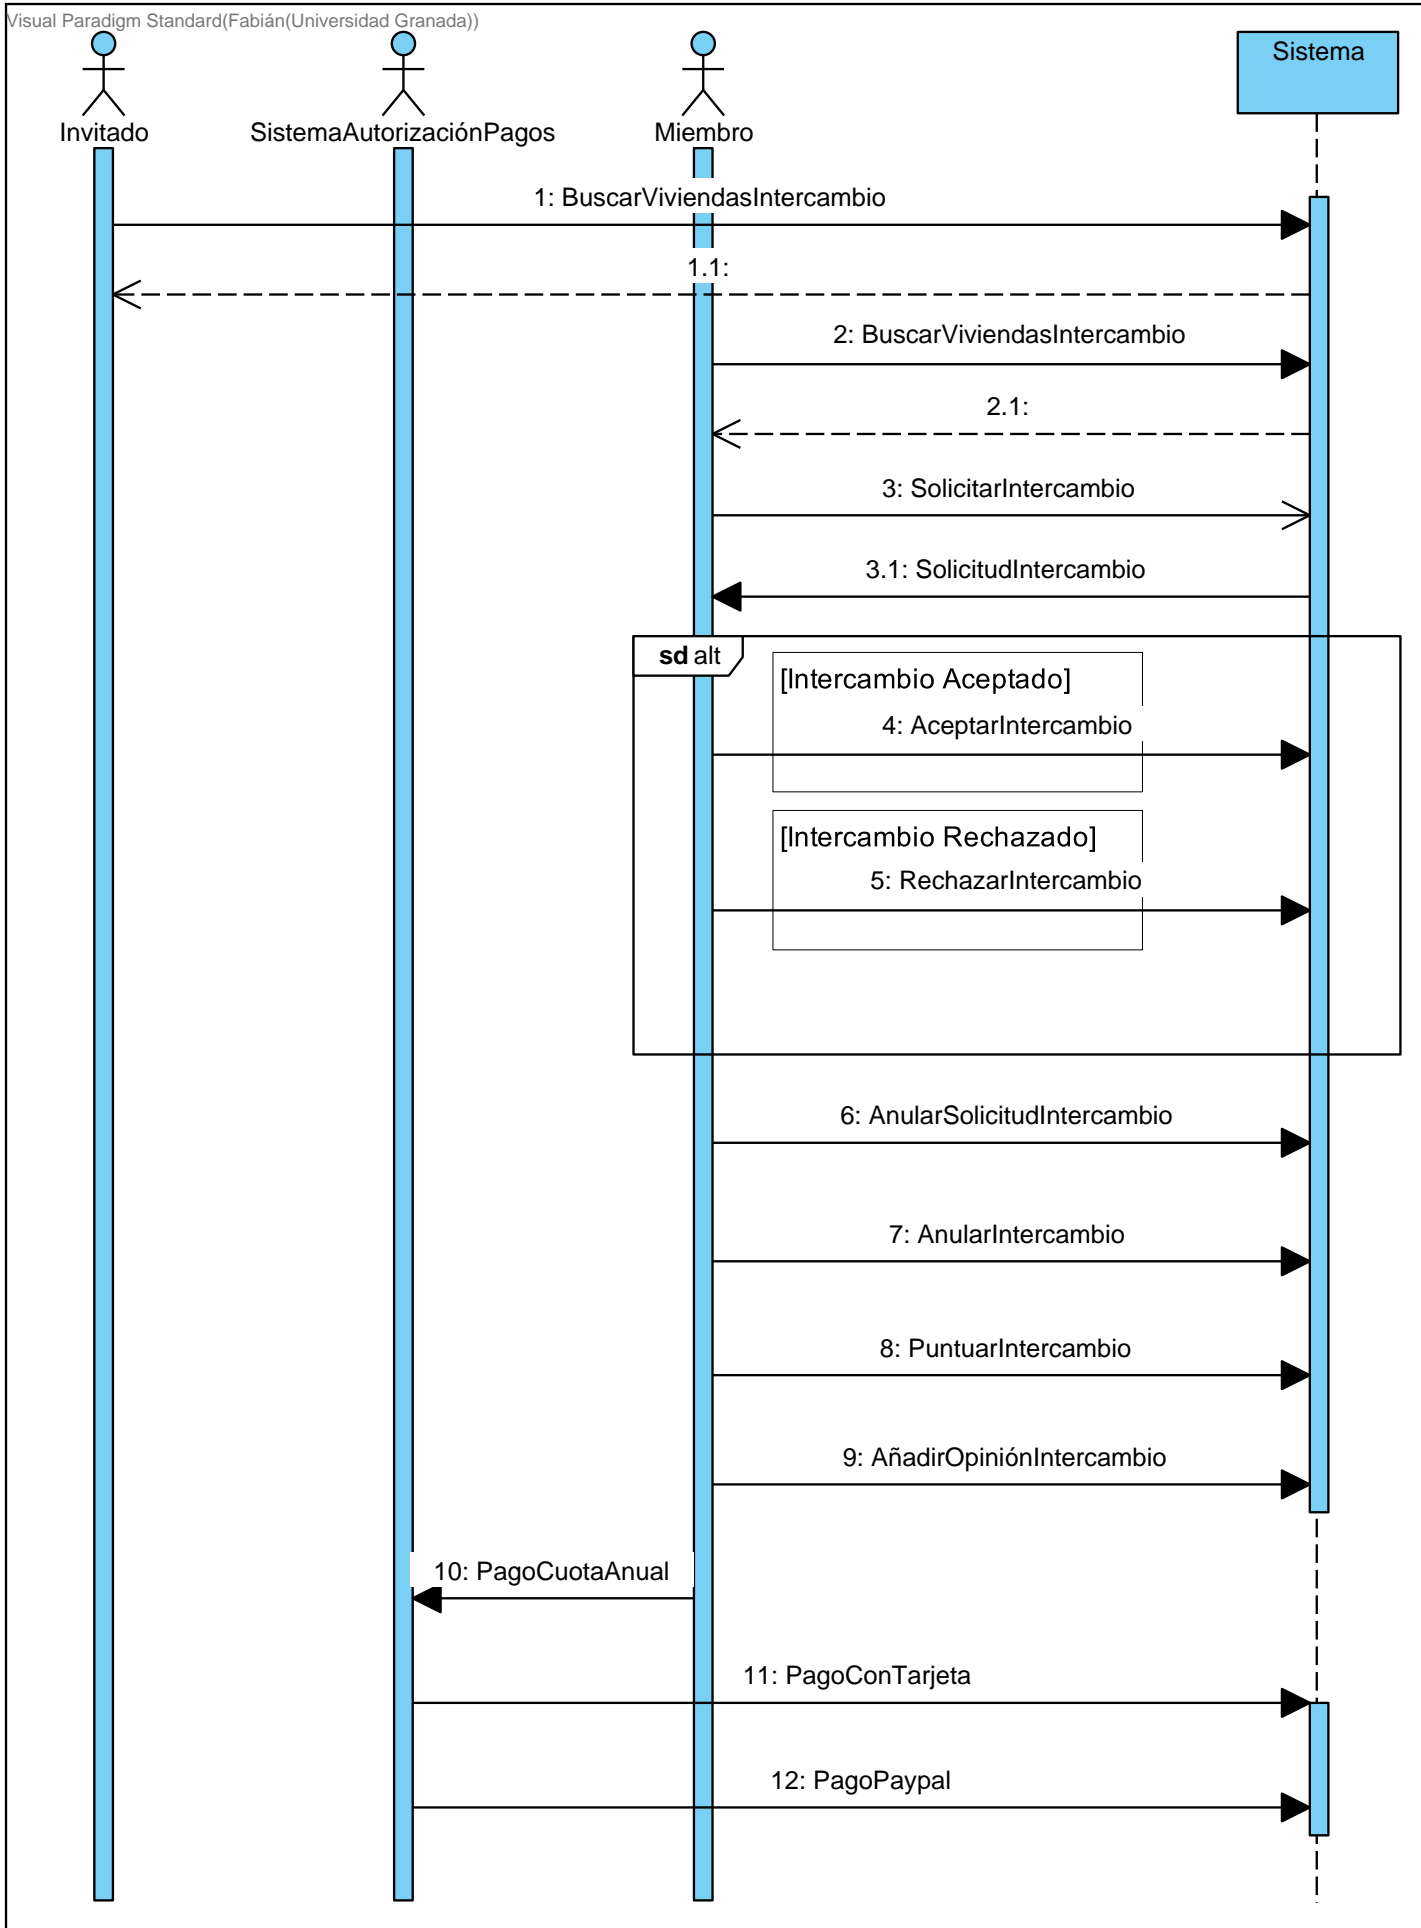 Visual Paradigm Standard(Fabián(Universidad Granada))
Sistema
Invitado
SistemaAutorizaciónPagos
Miembro
1: BuscarViviendasIntercambio
1.1:
2: BuscarViviendasIntercambio
2.1:
3: SolicitarIntercambio
3.1: SolicitudIntercambio
sd alt
[Intercambio Aceptado]
4: AceptarIntercambio
[Intercambio Rechazado]
5: RechazarIntercambio
6: AnularSolicitudIntercambio
7: AnularIntercambio
8: PuntuarIntercambio
9: AñadirOpiniónIntercambio
10: PagoCuotaAnual
11: PagoConTarjeta
12: PagoPaypal